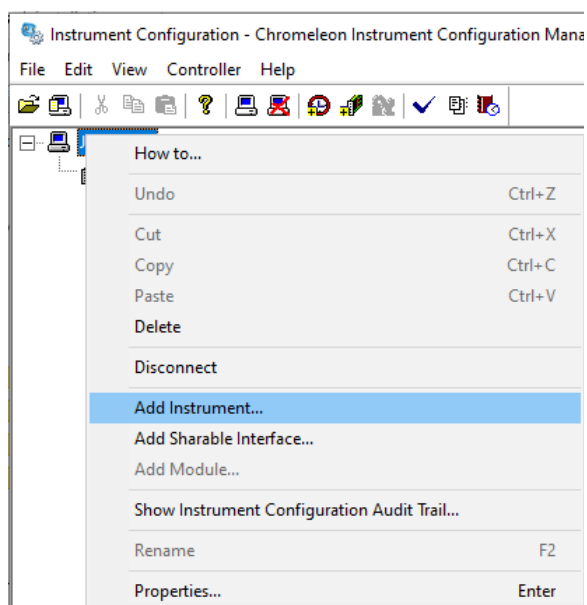 Instrument Configuration - Chromeleon Instrument Configuration Mana
File Edit View Controller Help
How to...
Undo Ctrl+Z
Cut Ctrl+X
Copy Ctrl+C
Paste Ctrl+V
Delete
Disconnect
Add Instrument...
Add Sharable Interface...
Add Module...
Show Instrument Configuration Audit Trail...
Rename F2
Properties... Enter